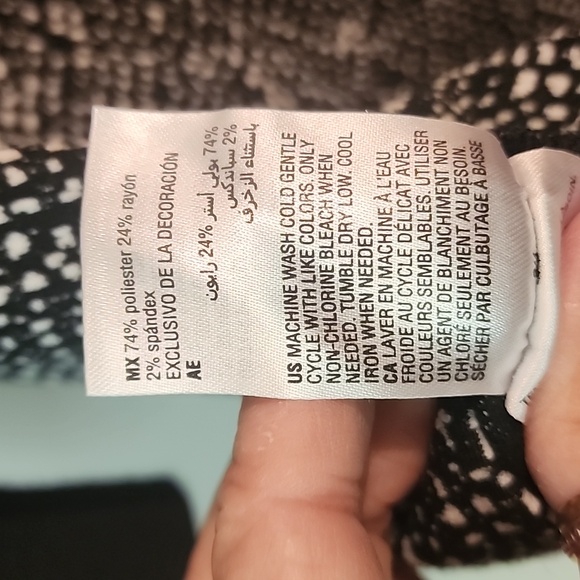 MX 74% poliester 24% rayón
2% spándex
EXCLUSIVO DE LA DECORACIÓN
AE
74% بولي إستر 24% رايون
2% سباندكس
باستثناء الزخرف
US MACHINE WASH COLD GENTLE
CYCLE WITH LIKE COLORS. ONLY
NON-CHLORINE BLEACH WHEN
NEEDED. TUMBLE DRY LOW. COOL
IRON WHEN NEEDED.
CA LAVER EN MACHINE À L'EAU
FROIDE AU CYCLE DÉLICAT AVEC
COULEURS SEMBLABLES. UTILISER
UN AGENT DE BLANCHIMENT NON
CHLORÉ SEULEMENT AU BESOIN.
SÉCHER PAR CULBUTAGE À BASSE